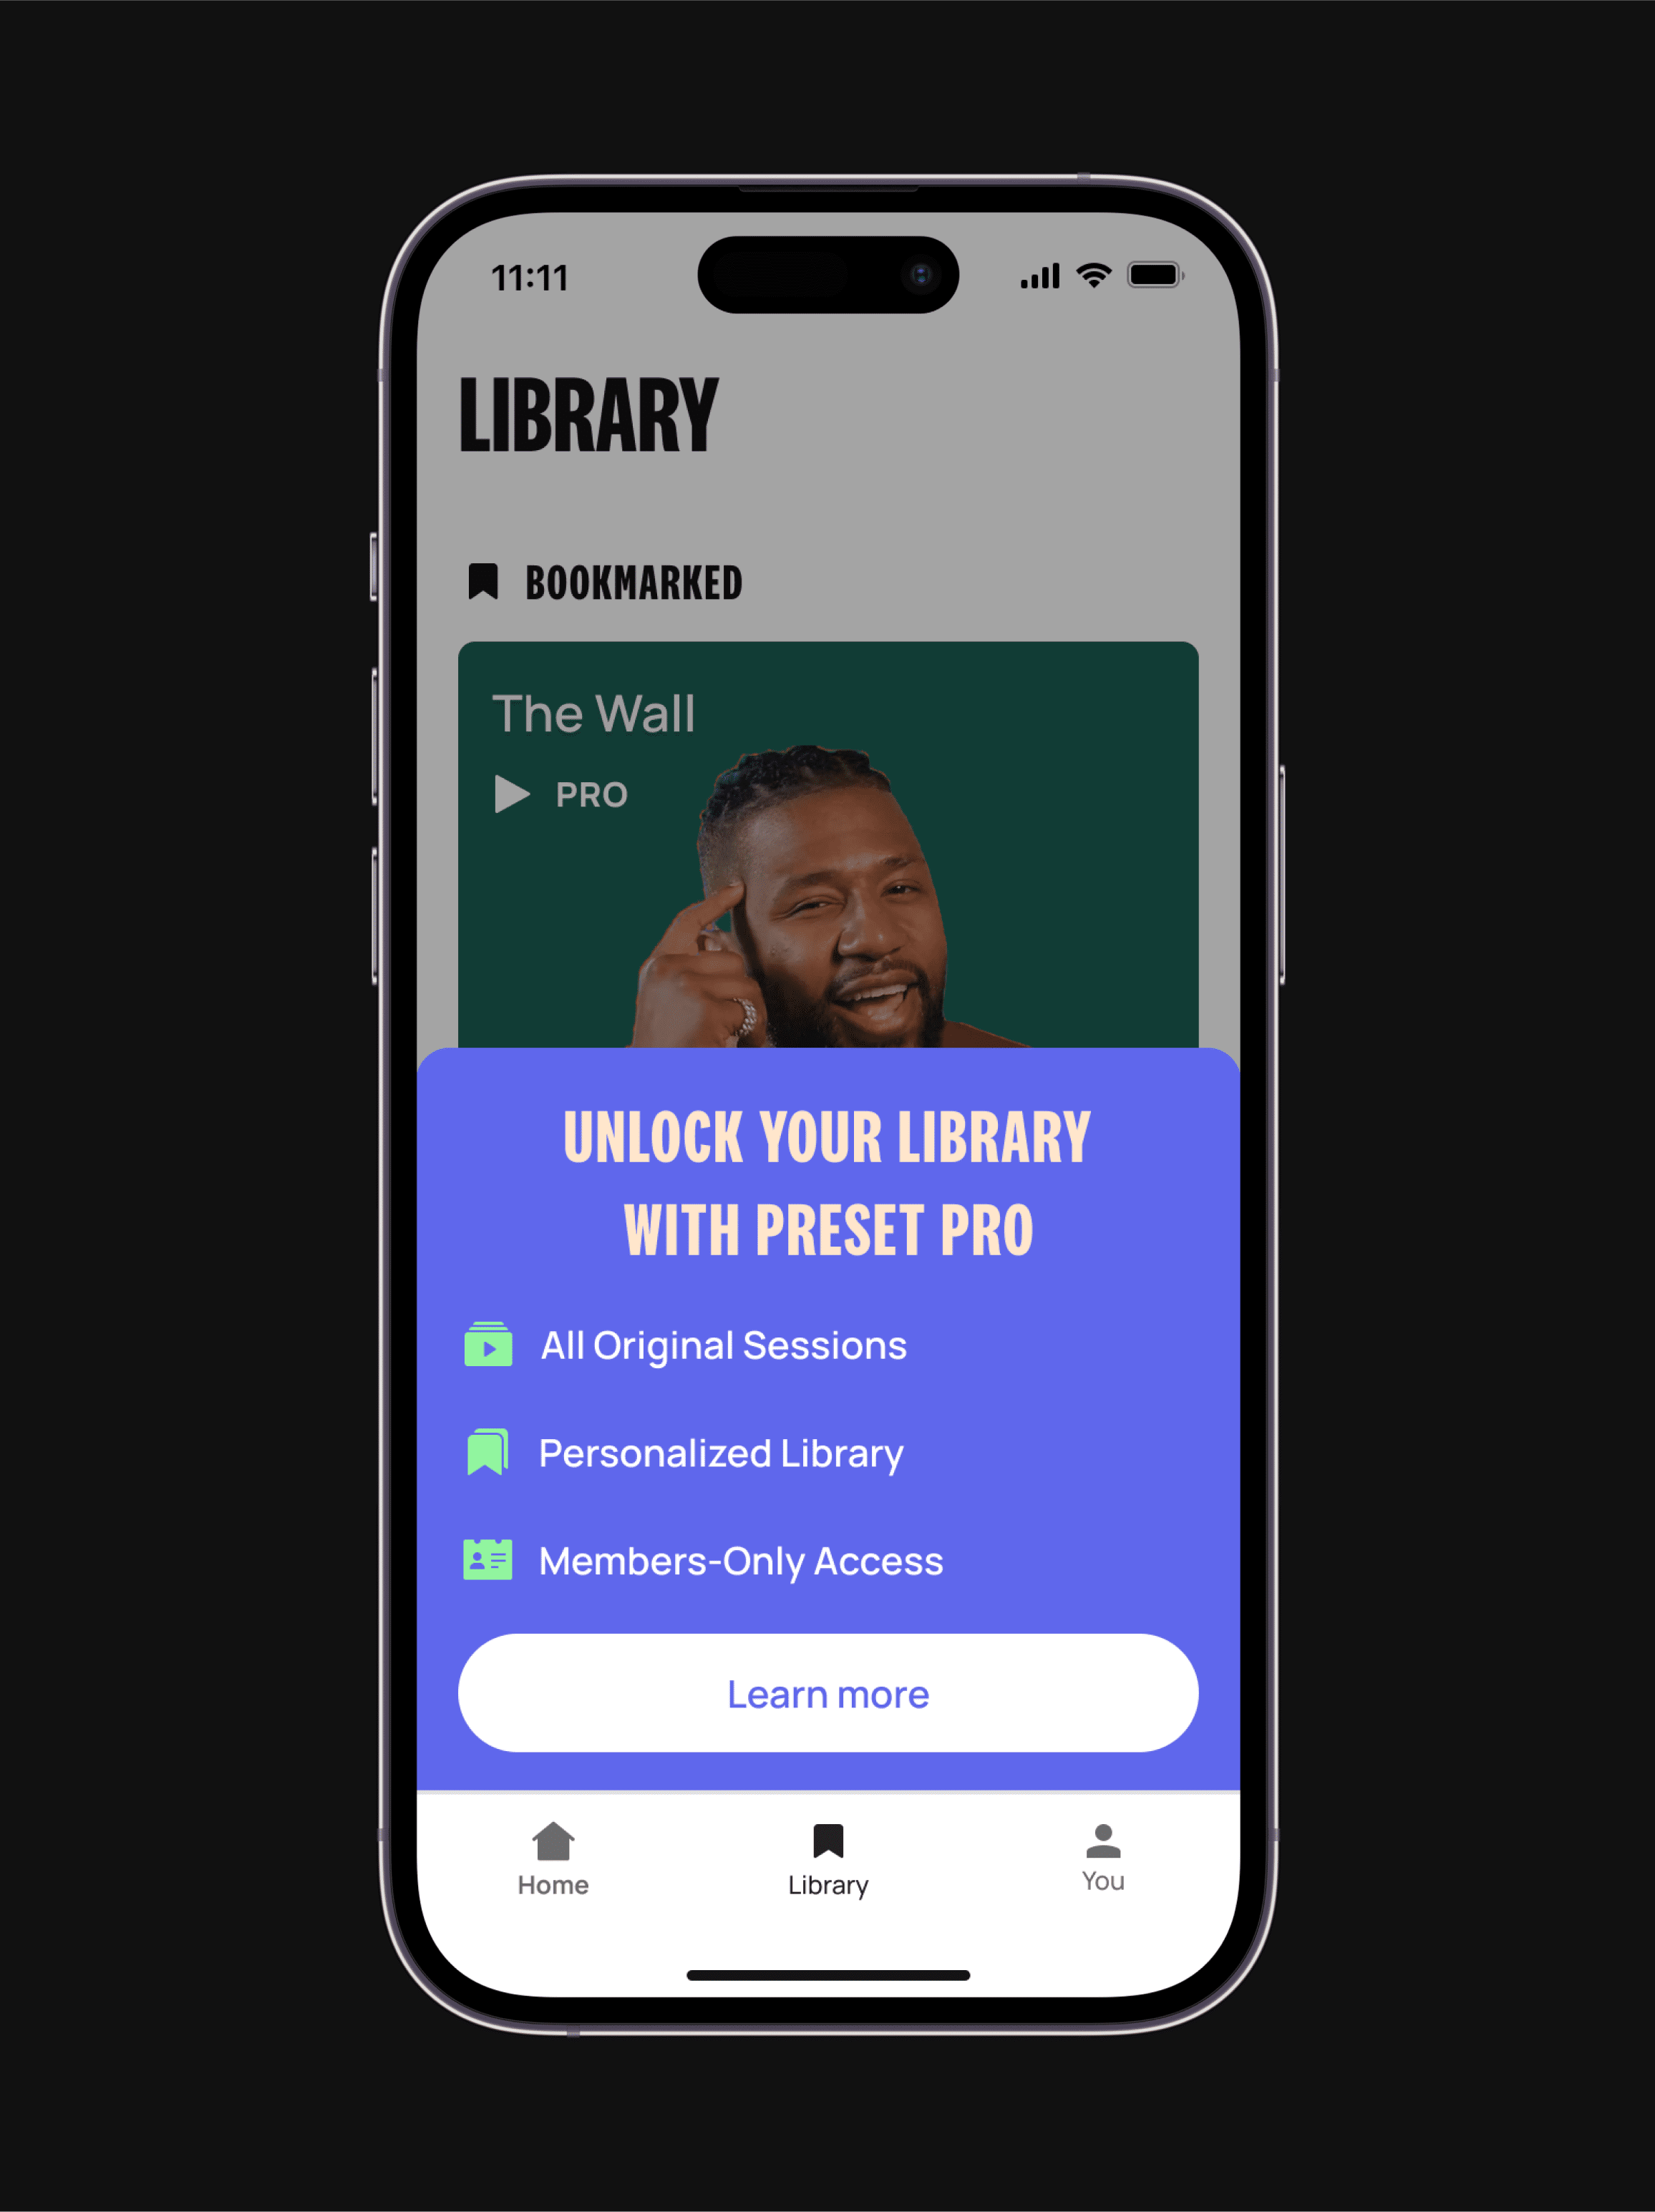 11:11
LIBRARY
BOOKMARKED
The Wall
PRO
UNLOCK YOUR LIBRARY
WITH PRESET PRO
All Original Sessions
Personalized Library
Members-Only Access
Learn more
Home
Library
You